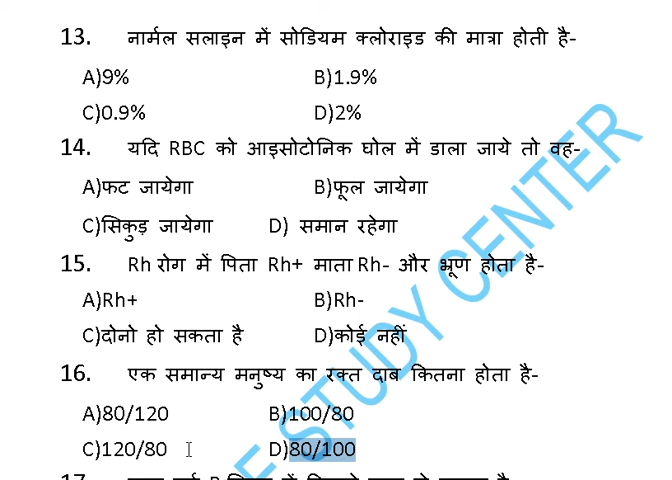 13. नार्मल सलाइन में सोडियम क्लोराइड की मात्रा होती है-
A)9% B)1.9%
C)0.9% D)2%
14. यदि RBC को आइसोटोनिक घोल में डाला जाये तो वह-
A)फट जायेगा B)फूल जायेगा
C)सिकुड़ जायेगा D) समान रहेगा
15. Rh रोग में पिता Rh+ माता Rh- और भ्रूण होता है-
A)Rh+ B)Rh-
C)दोनो हो सकता है D)कोई नहीं
16. एक समान्य मनुष्य का रक्त दाब कितना होता है-
A)80/120 B)100/80
C)120/80 D)80/100
E STUDY CENTER